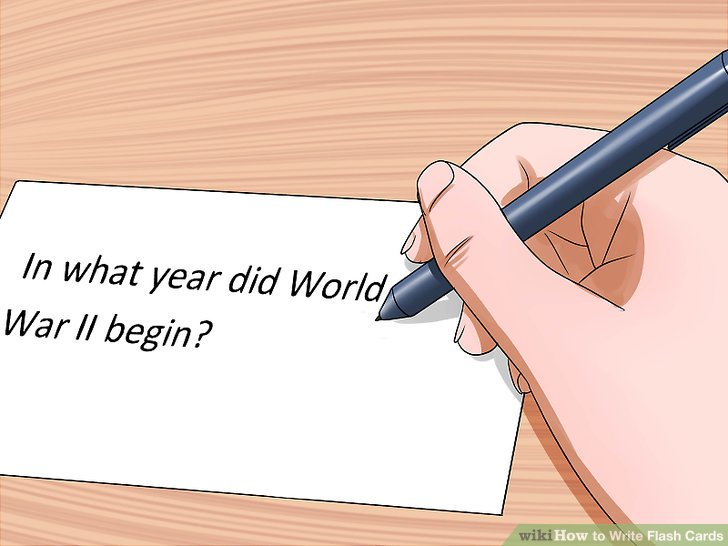 In what year did World
War II begin?
wikiHow to Write Flash Cards